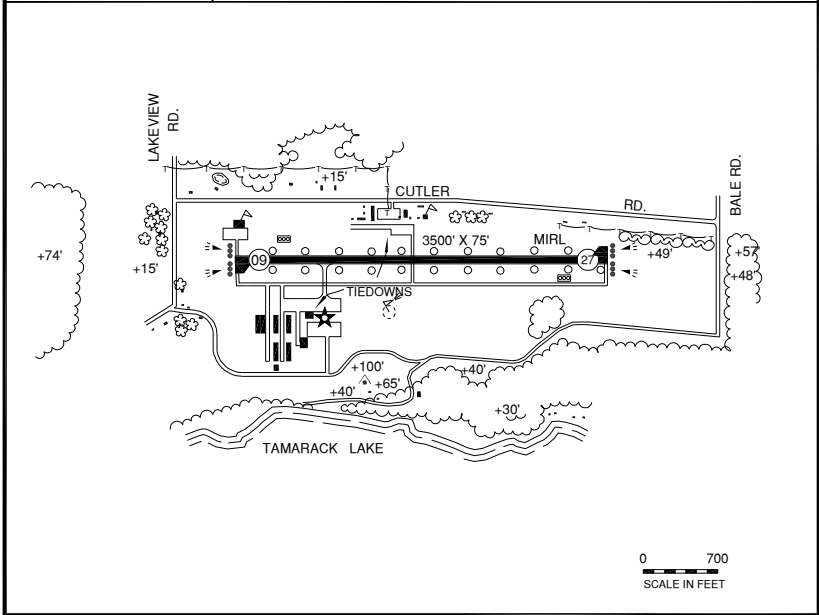 LAKEVIEW
RD.
+15'
CUTLER
RD.
BALE RD.
+74'
+15'
09
3500' X 75'
MIRL
27
+49'
+57'
+48'
TIEDOWNS
+100'
+40'
+65'
+40'
+30'
TAMARACK LAKE
0 700
SCALE IN FEET